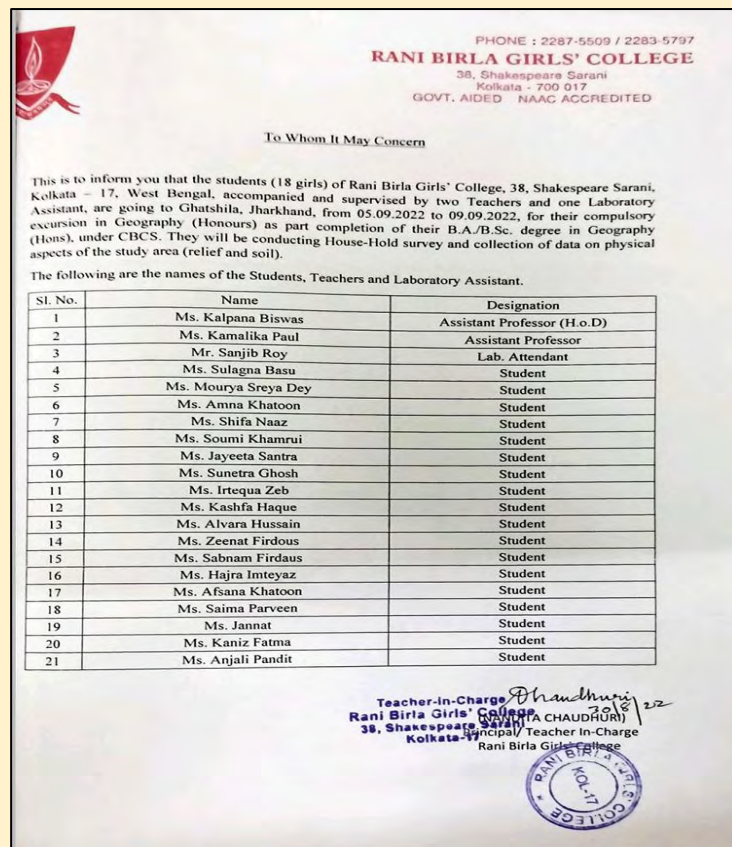 PHONE : 2287-5509 / 2283-5797
RANI BIRLA GIRLS' COLLEGE
38, Shakespeare Sarani
Kolkata - 700 017
GOVT. AIDED NAAC ACCREDITED
To Whom It May Concern
This is to inform you that the students (18 girls) of Rani Birla Girls' College, 38, Shakespeare Sarani,
Kolkata – 17, West Bengal, accompanied and supervised by two Teachers and one Laboratory
Assistant, are going to Ghatshila, Jharkhand, from 05.09.2022 to 09.09.2022, for their compulsory
excursion in Geography (Honours) as part completion of their B.A./B.Sc. degree in Geography
(Hons), under CBCS. They will be conducting House-Hold survey and collection of data on physical
aspects of the study area (relief and soil).
The following are the names of the Students, Teachers and Laboratory Assistant.
Sl. No. Name Designation
1 Ms. Kalpana Biswas Assistant Professor (H.o.D)
2 Ms. Kamalika Paul Assistant Professor
3 Mr. Sanjib Roy Lab. Attendant
4 Ms. Sulagna Basu Student
5 Ms. Mourya Sreya Dey Student
6 Ms. Amna Khatoon Student
7 Ms. Shifa Naaz Student
8 Ms. Soumi Khamrui Student
9 Ms. Jayeeta Santra Student
10 Ms. Sunetra Ghosh Student
11 Ms. Irtequa Zeb Student
12 Ms. Kashfa Haque Student
13 Ms. Alvara Hussain Student
14 Ms. Zeenat Firdous Student
15 Ms. Sabnam Firdaus Student
16 Ms. Hajra Imteyaz Student
17 Ms. Afsana Khatoon Student
18 Ms. Saima Parveen Student
19 Ms. Jannat Student
20 Ms. Kaniz Fatma Student
21 Ms. Anjali Pandit Student
Teacher-in-Charge
Rani Birla Girls' College
38, Shakespeare Sarani
Kolkata-17
30/8/22
(NANDITA CHAUDHURI)
Principal/ Teacher In-Charge
Rani Birla Girls' College
RANI BIRLA GIRLS' COLLEGE
KOL-17